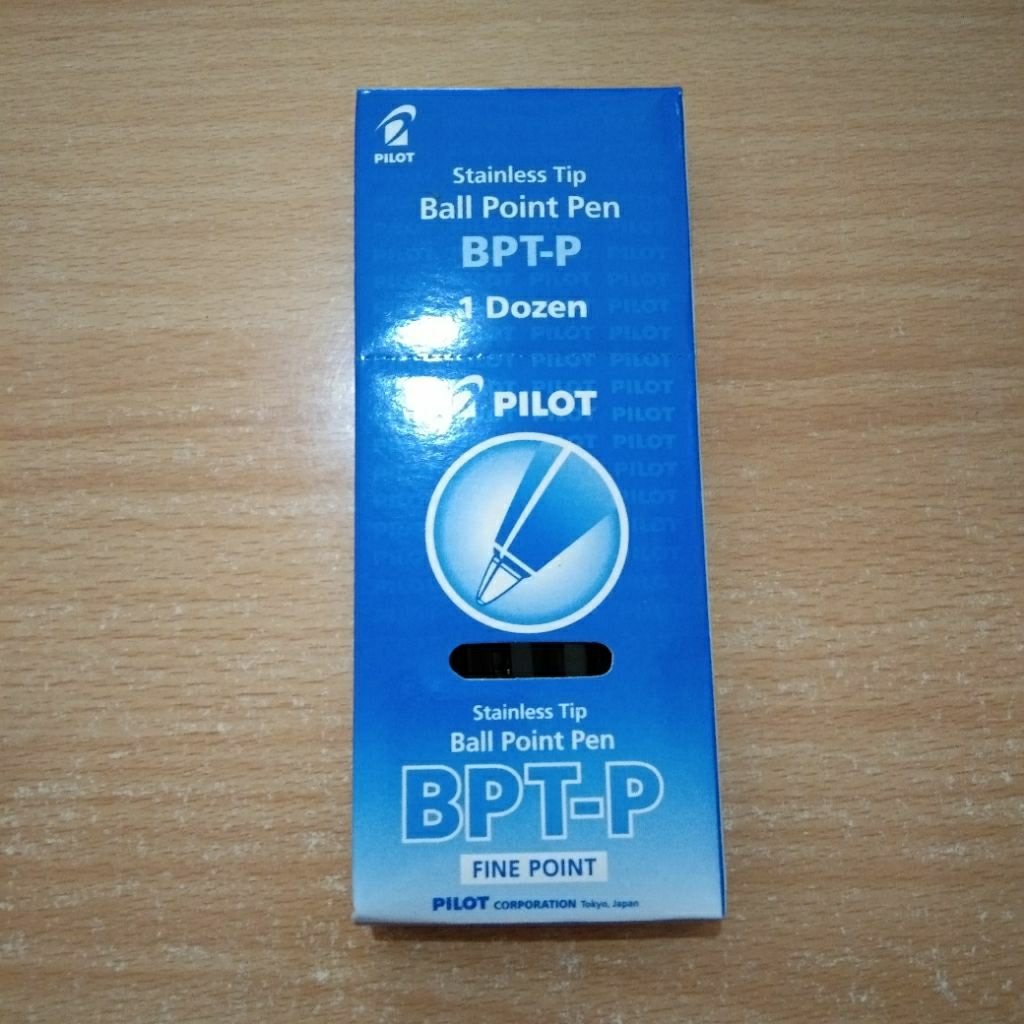 PILOT
Stainless Tip
Ball Point Pen
BPT-P
1 Dozen
PILOT
Stainless Tip
Ball Point Pen
BPT-P
FINE POINT
PILOT CORPORATION Tokyo, Japan